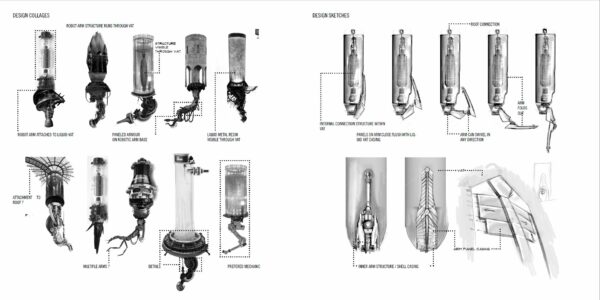 DESIGN COLLAGES
ROBOT ARM STRUCTURE RUNS THROUGH VAT
STRUCTURE
VISIBLE
THROUGH VAT
ROBOT ARM ATTACHED TO LIQUID VAT
PANELED ARMOUR
ON ROBOTIC ARM BASE
LIQUID METAL RESIN
VISIBLE THROUGH VAT
ATTACHMENT TO
ROOF ?
MULTIPLE ARMS ?
DETAILS
PREFERED MECHANIC
DESIGN SKETCHES
ROOF CONNECTION
INTERNAL CONNECTION STRUCTURE WITHIN
VAT
PANELS ON ARM CLOSE FLUSH WITH LIQ-
UID VAT CASING
ARM CAN SWIVEL IN
ANY DIRECTION
ARM
FOLDS
OUT
INNER ARM STRUCTURE / SHELL CASING
PANEL CASING